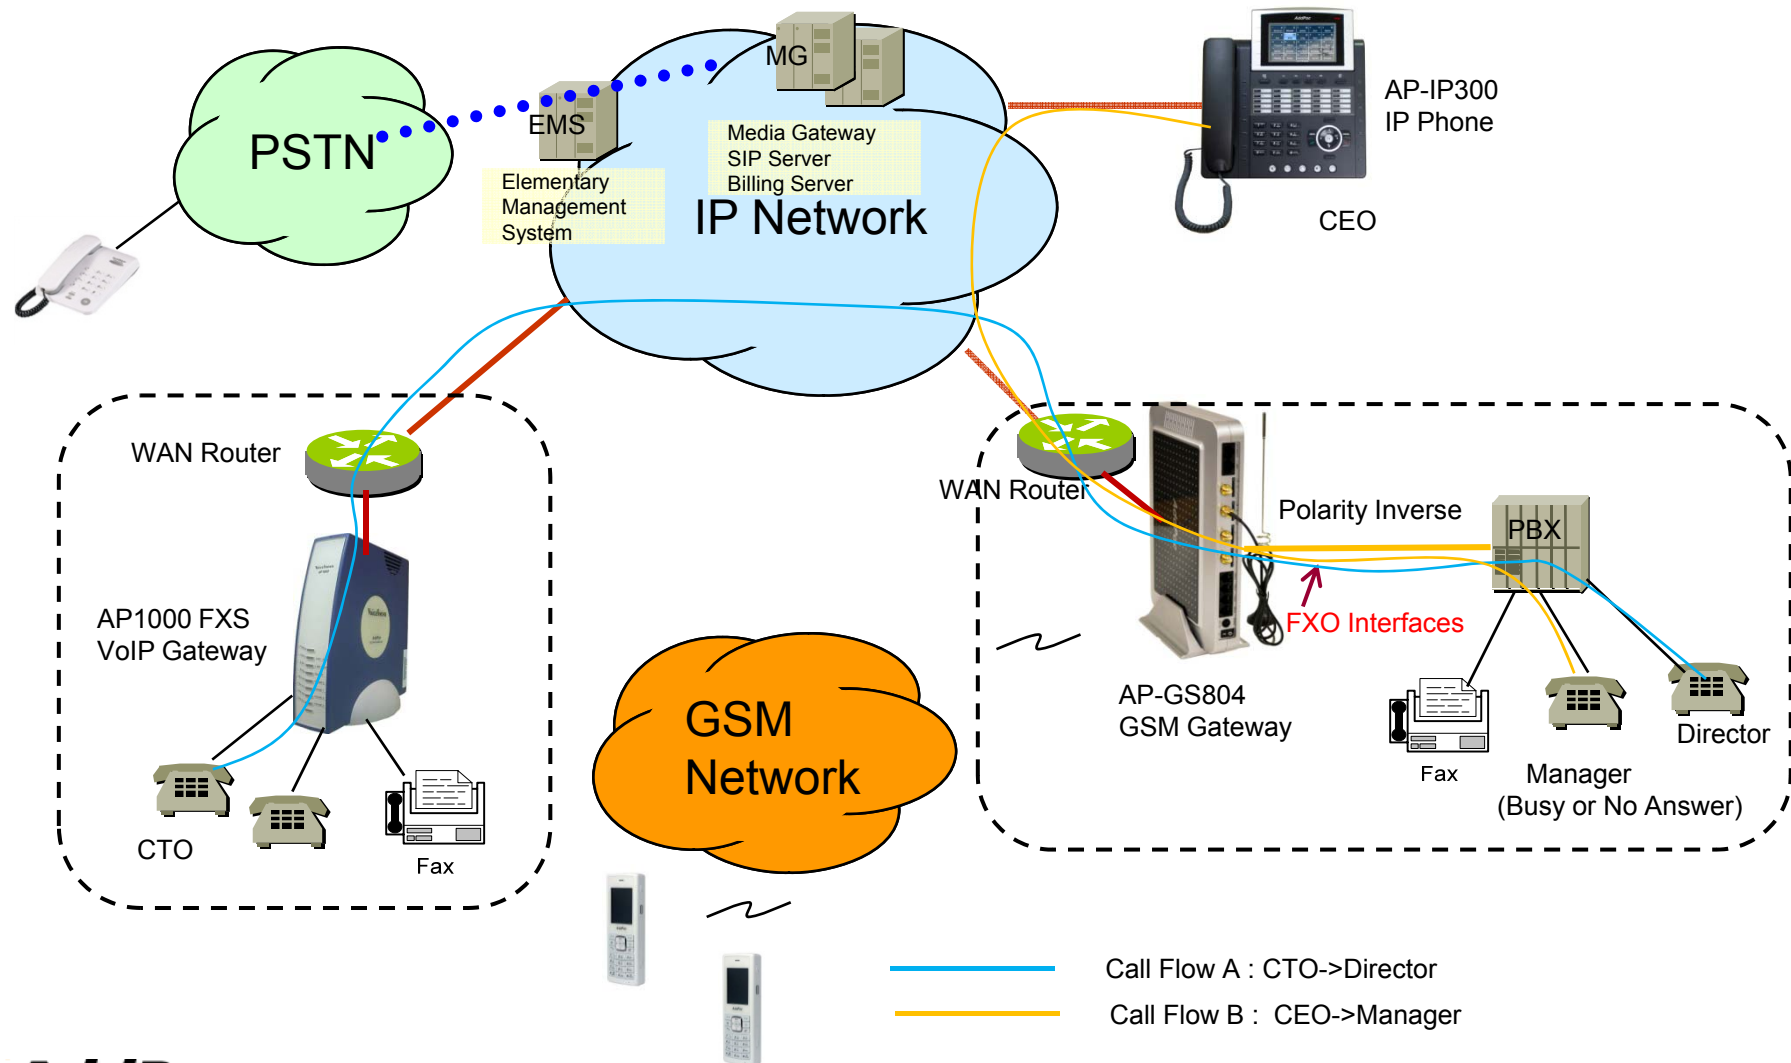 MG
EMS
PSTN
Media Gateway
SIP Server
Billing Server
Elementary
Management
System
IP Network
AP-IP300
IP Phone
CEO
WAN Router
WAN Router
Polarity Inverse
PBX
FXO Interfaces
AP1000 FXS
VoIP Gateway
AP-GS804
GSM Gateway
GSM
Network
Director
Fax
Manager
(Busy or No Answer)
CTO
Fax
Call Flow A : CTO->Director
Call Flow B : CEO->Manager